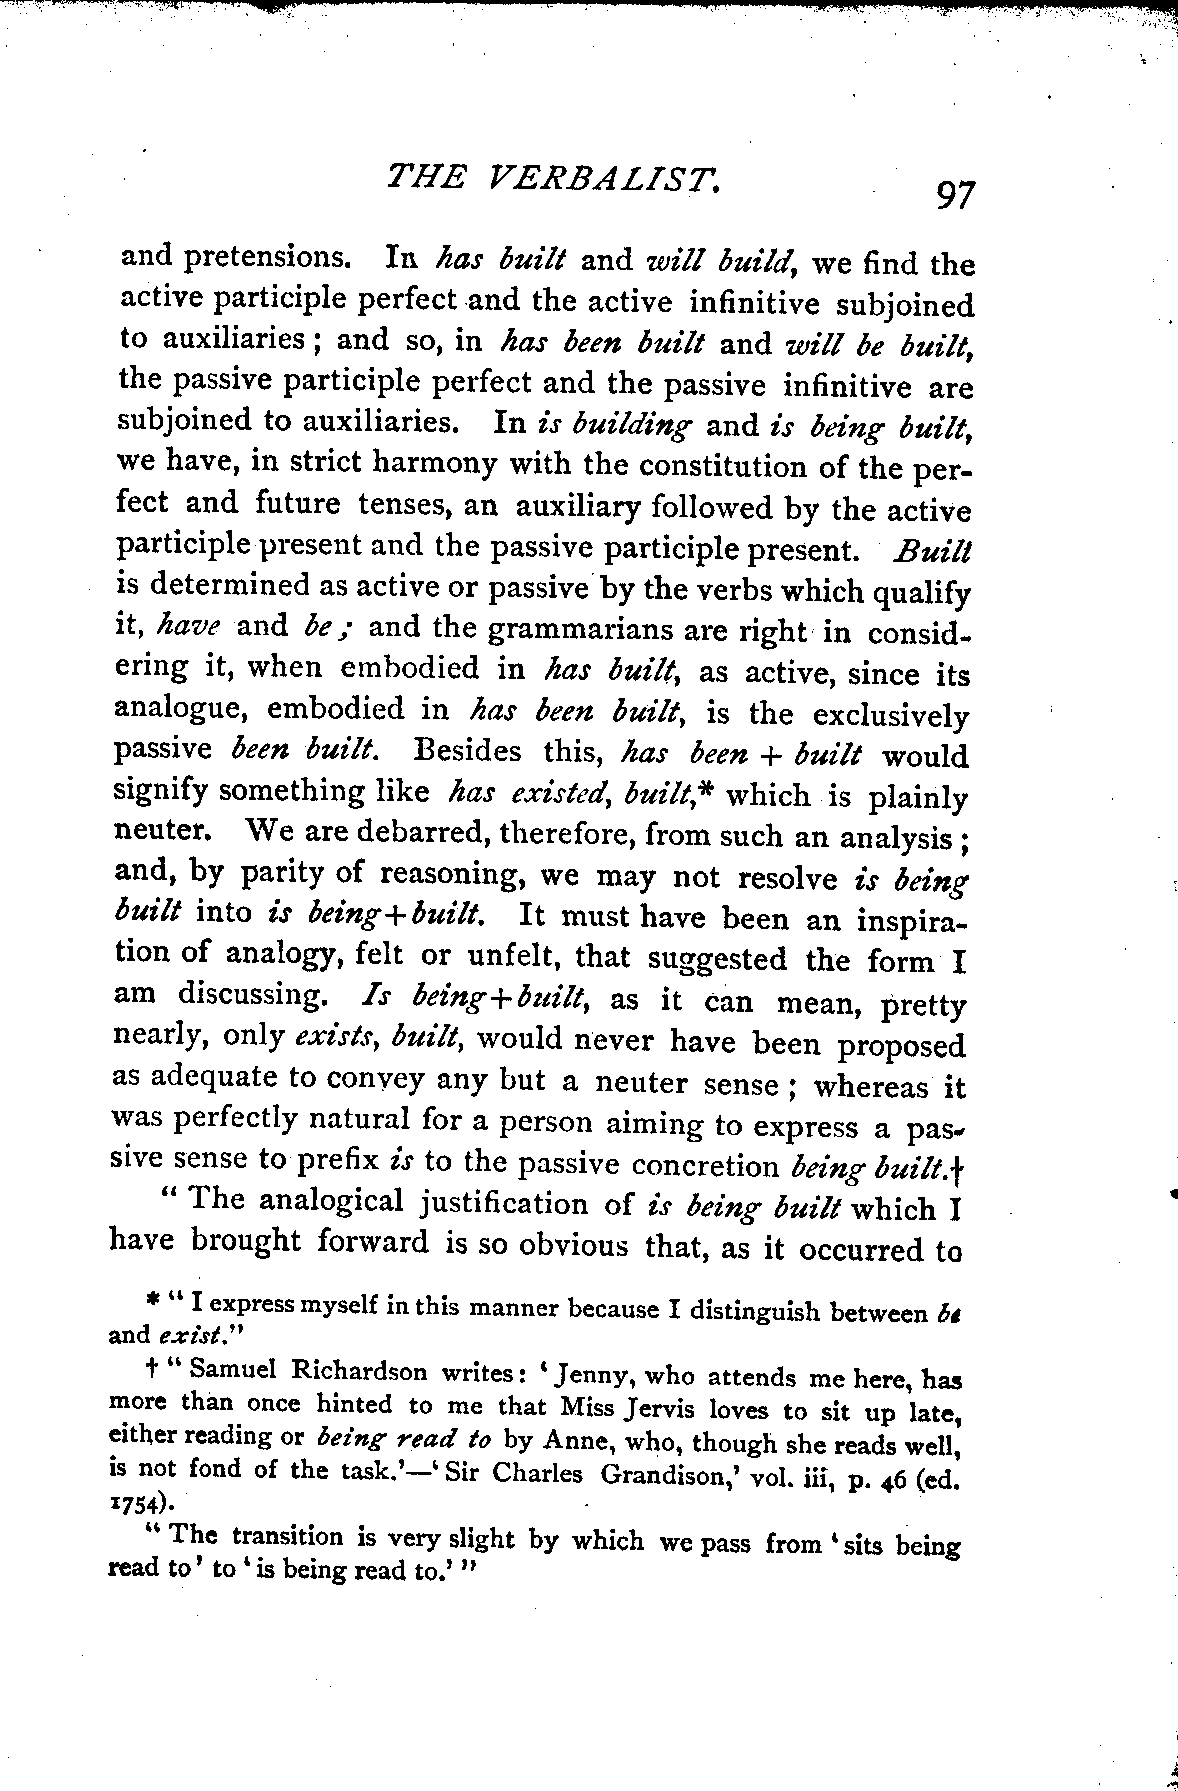 THE VERBALIST.
97
and pretensions. In has built and will build, we find the
active participle perfect and the active infinitive subjoined
to auxiliaries ; and so, in has been built and will be built,
the passive participle perfect and the passive infinitive are
subjoined to auxiliaries. In is building and is being built,
we have, in strict harmony with the constitution of the per-
fect and future tenses, an auxiliary followed by the active
participle present and the passive participle present. Built
is determined as active or passive by the verbs which qualify
it, have and be ; and the grammarians are right in consid-
ering it, when embodied in has built, as active, since its
analogue, embodied in has been built, is the exclusively
passive been built. Besides this, has been + built would
signify something like has existed, built,* which is plainly
neuter. We are debarred, therefore, from such an analysis ;
and, by parity of reasoning, we may not resolve is being
built into is being+built. It must have been an inspira-
tion of analogy, felt or unfelt, that suggested the form I
am discussing. Is being+built, as it can mean, pretty
nearly, only exists, built, would never have been proposed
as adequate to convey any but a neuter sense ; whereas it
was perfectly natural for a person aiming to express a pas-
sive sense to prefix is to the passive concretion being built.†
“ The analogical justification of is being built which I
have brought forward is so obvious that, as it occurred to
* “ I express myself in this manner because I distinguish between be
and exist.”
† “ Samuel Richardson writes : ‘ Jenny, who attends me here, has
more than once hinted to me that Miss Jervis loves to sit up late,
either reading or being read to by Anne, who, though she reads well,
is not fond of the task.’—‘ Sir Charles Grandison,’ vol. iii, p. 46 (ed.
1754).
“ The transition is very slight by which we pass from ‘ sits being
read to ’ to ‘ is being read to.’ ”